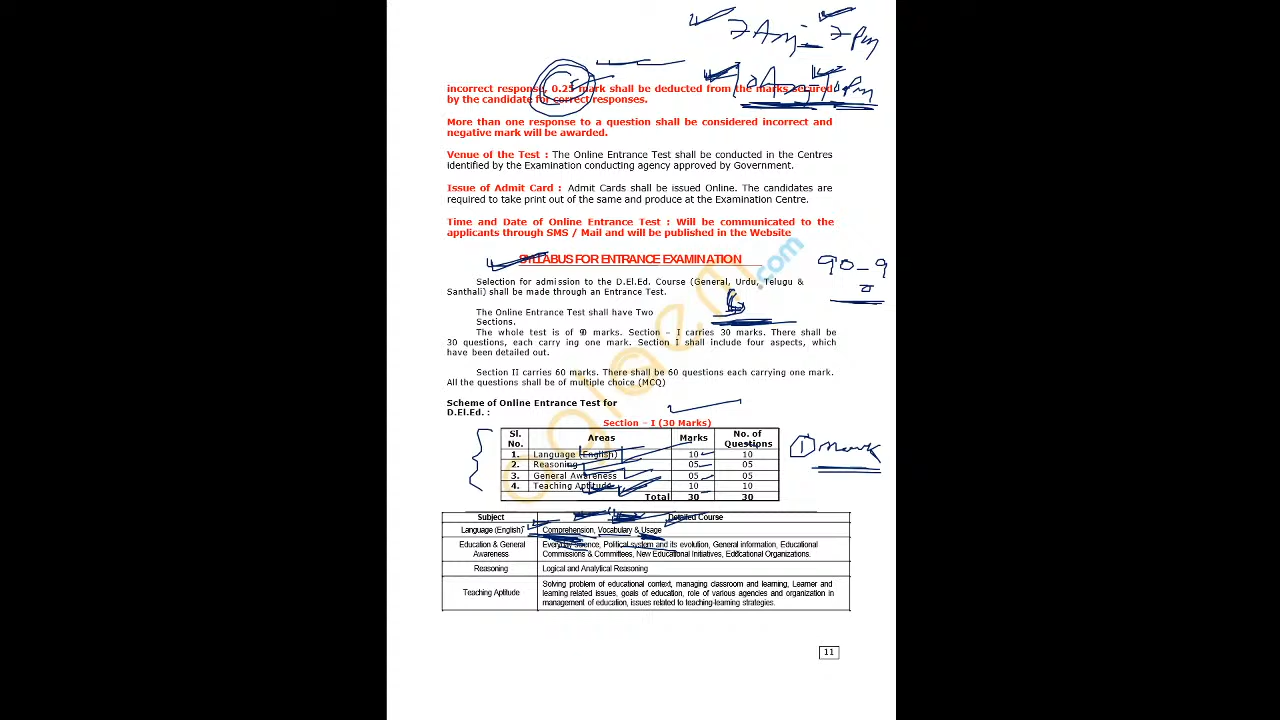 7 Am - 7 Pm
incorrect response, 0.25 mark shall be deducted from the marks secured
by the candidate for correct responses.
More than one response to a question shall be considered incorrect and
negative mark will be awarded.
Venue of the Test : The Online Entrance Test shall be conducted in the Centres
identified by the Examination conducting agency approved by Government.
Issue of Admit Card : Admit Cards shall be issued Online. The candidates are
required to take print out of the same and produce at the Examination Centre.
Time and Date of Online Entrance Test : Will be communicated to the
applicants through SMS / Mail and will be published in the Website
SYLLABUS FOR ENTRANCE EXAMINATION
90 - 9
Selection for admission to the D.El.Ed. Course (General, Urdu, Telugu &
Santhali) shall be made through an Entrance Test.
The Online Entrance Test shall have Two
Sections.
The whole test is of 90 marks. Section – I carries 30 marks. There shall be
30 questions, each carry ing one mark. Section I shall include four aspects, which
have been detailed out.
Section II carries 60 marks. There shall be 60 questions each carrying one mark.
All the questions shall be of multiple choice (MCQ)
Scheme of Online Entrance Test for
D.El.Ed. :
Section – I (30 Marks)
Sl. No. Areas Marks No. of Questions
1. Language (English) 10 10
2. Reasoning 05 05
3. General Awareness 05 05
4. Teaching Aptitude 10 10
Total 30 30
1 mark
Subject Detailed Course
Language (English) Comprehension, Vocabulary & Usage
Education & General Awareness Everyday Science, Political system and its evolution, General information, Educational
Commissions & Committees, New Educational Initiatives, Educational Organizations.
Reasoning Logical and Analytical Reasoning
Teaching Aptitude Solving problem of educational context, managing classroom and learning, Learner and
learning related issues, goals of education, role of various agencies and organization in
management of education, issues related to teaching-learning strategies.
11